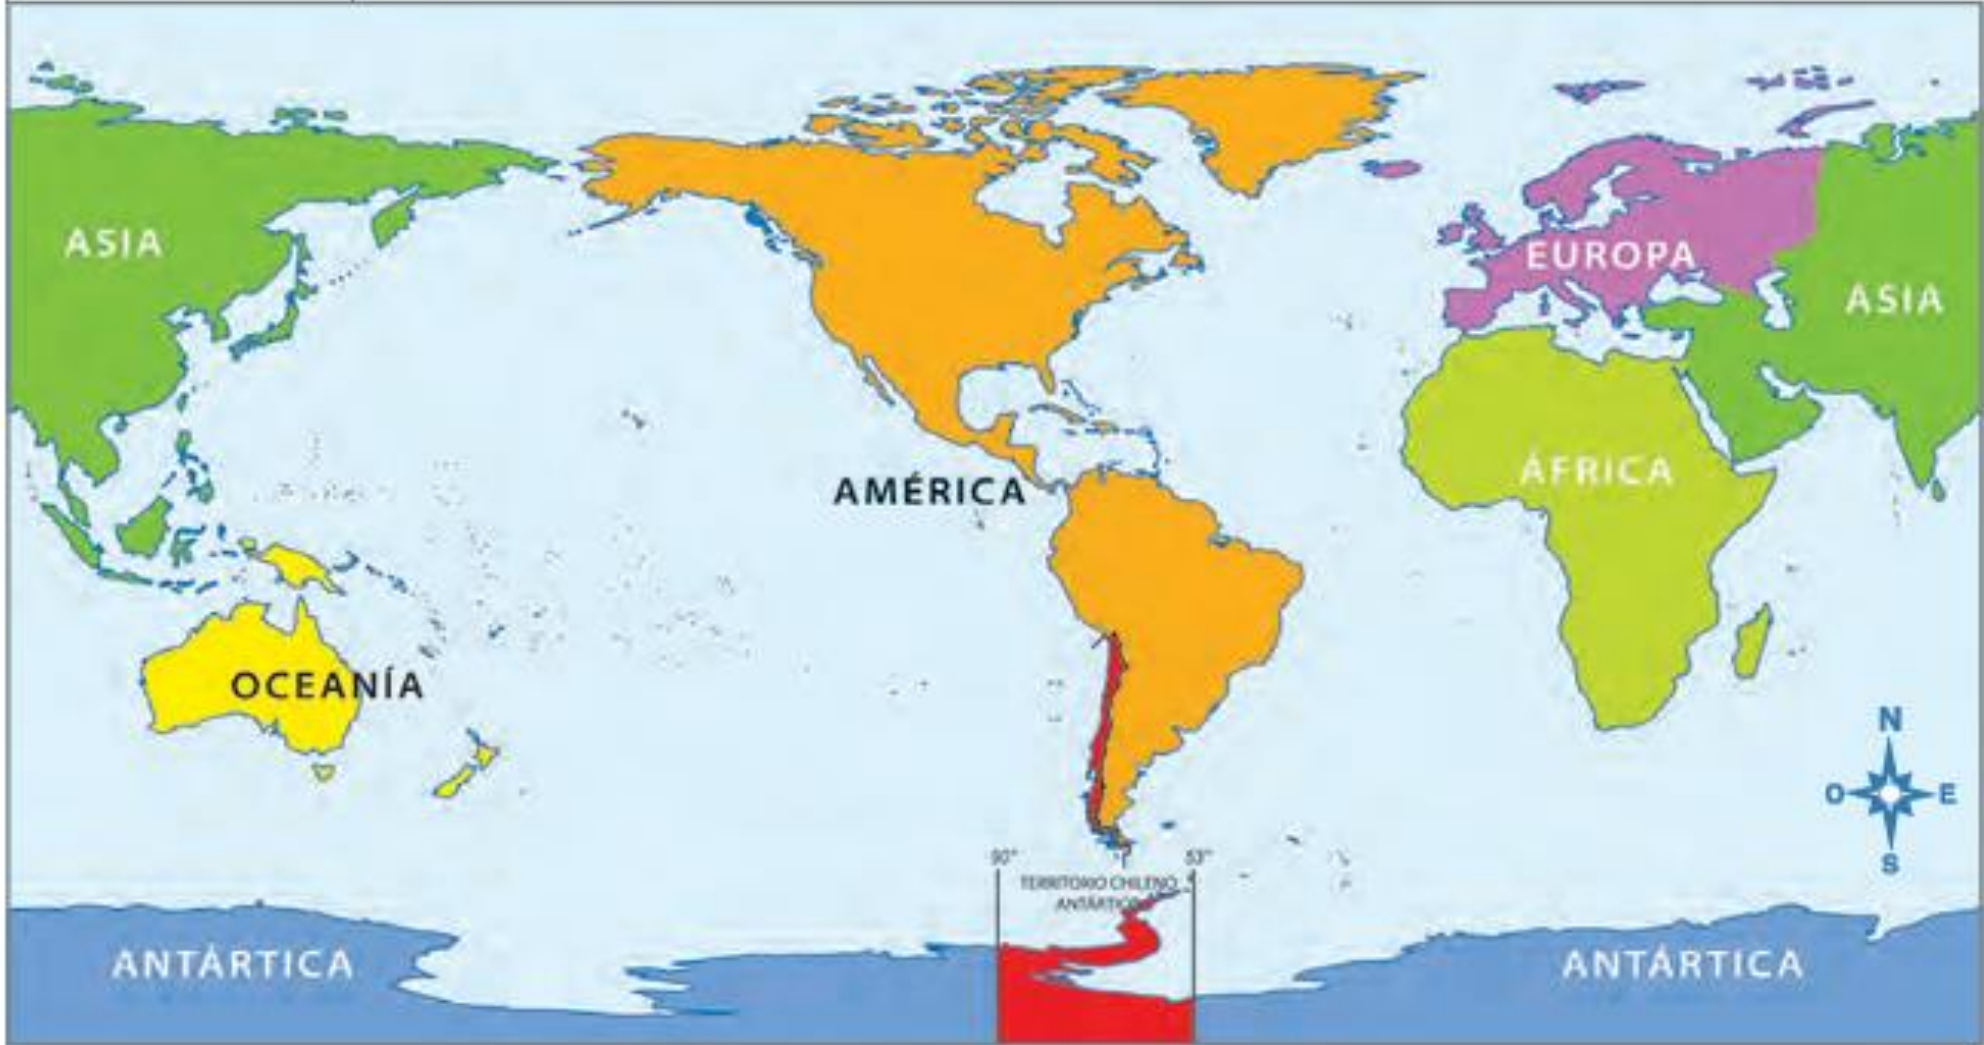 ASIA
EUROPA
ASIA
ÁFRICA
AMÉRICA
OCEANÍA
N
O
E
S
90°
53°
TERRITORIO CHILENO
ANTÁRTICO
ANTÁRTICA
ANTÁRTICA